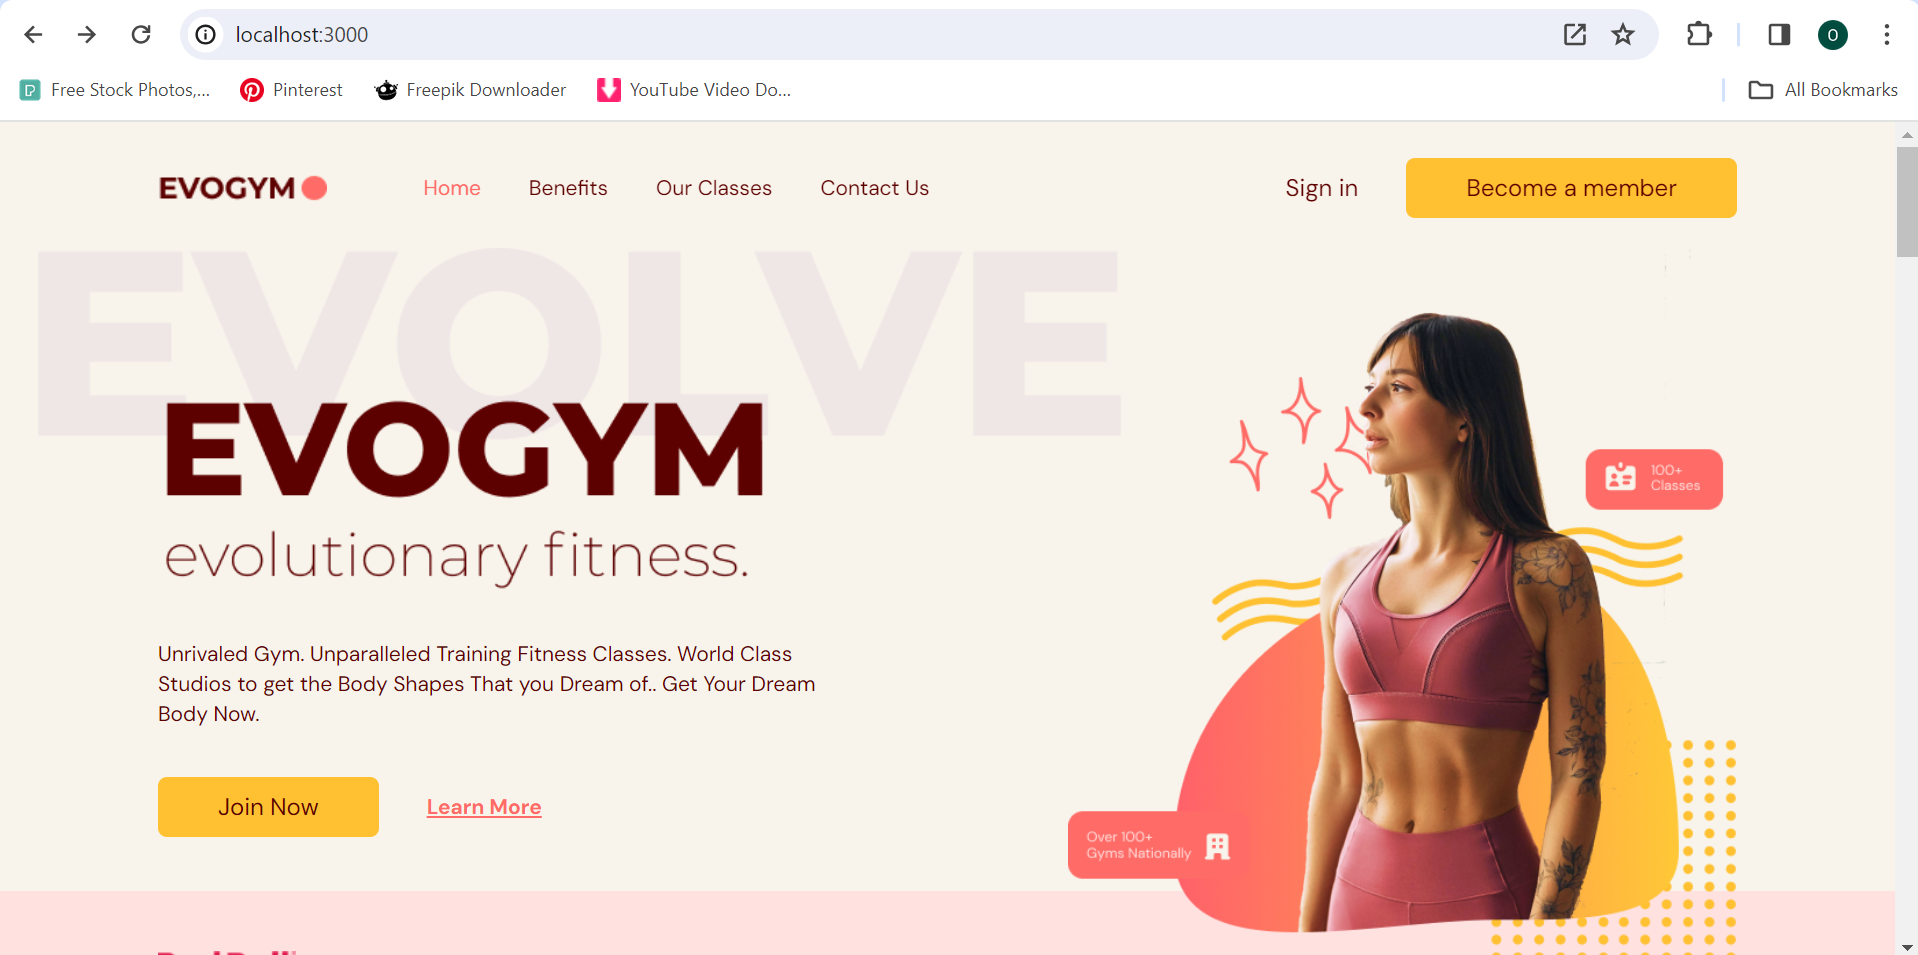 localhost:3000
Free Stock Photos,...
Pinterest
Freepik Downloader
YouTube Video Do...
All Bookmarks
O
EVOGYM
Home
Benefits
Our Classes
Contact Us
Sign in
Become a member
EVOLVE
EVOGYM
evolutionary fitness.
100+
Classes
Unrivaled Gym. Unparalleled Training Fitness Classes. World Class
Studios to get the Body Shapes That you Dream of.. Get Your Dream
Body Now.
Join Now
Learn More
Over 100+
Gyms Nationally